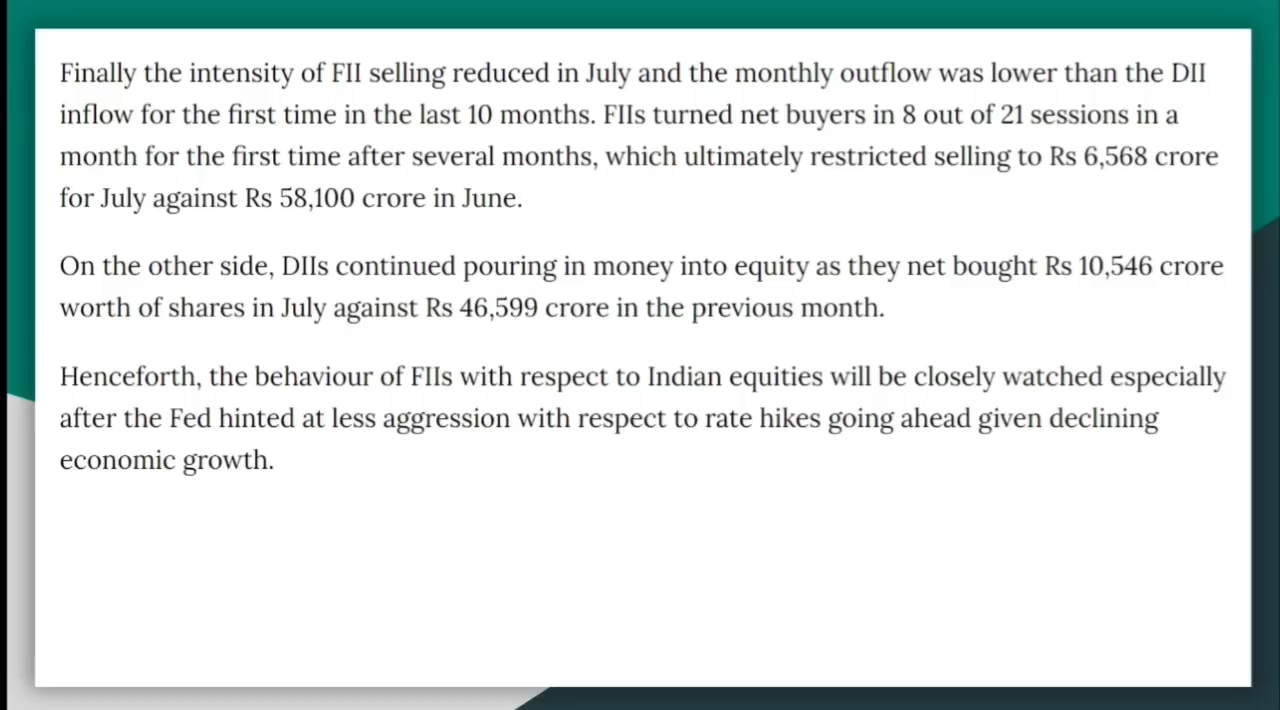 Finally the intensity of FII selling reduced in July and the monthly outflow was lower than the DII
inflow for the first time in the last 10 months. FIIs turned net buyers in 8 out of 21 sessions in a
month for the first time after several months, which ultimately restricted selling to Rs 6,568 crore
for July against Rs 58,100 crore in June.
On the other side, DIIs continued pouring in money into equity as they net bought Rs 10,546 crore
worth of shares in July against Rs 46,599 crore in the previous month.
Henceforth, the behaviour of FIIs with respect to Indian equities will be closely watched especially
after the Fed hinted at less aggression with respect to rate hikes going ahead given declining
economic growth.